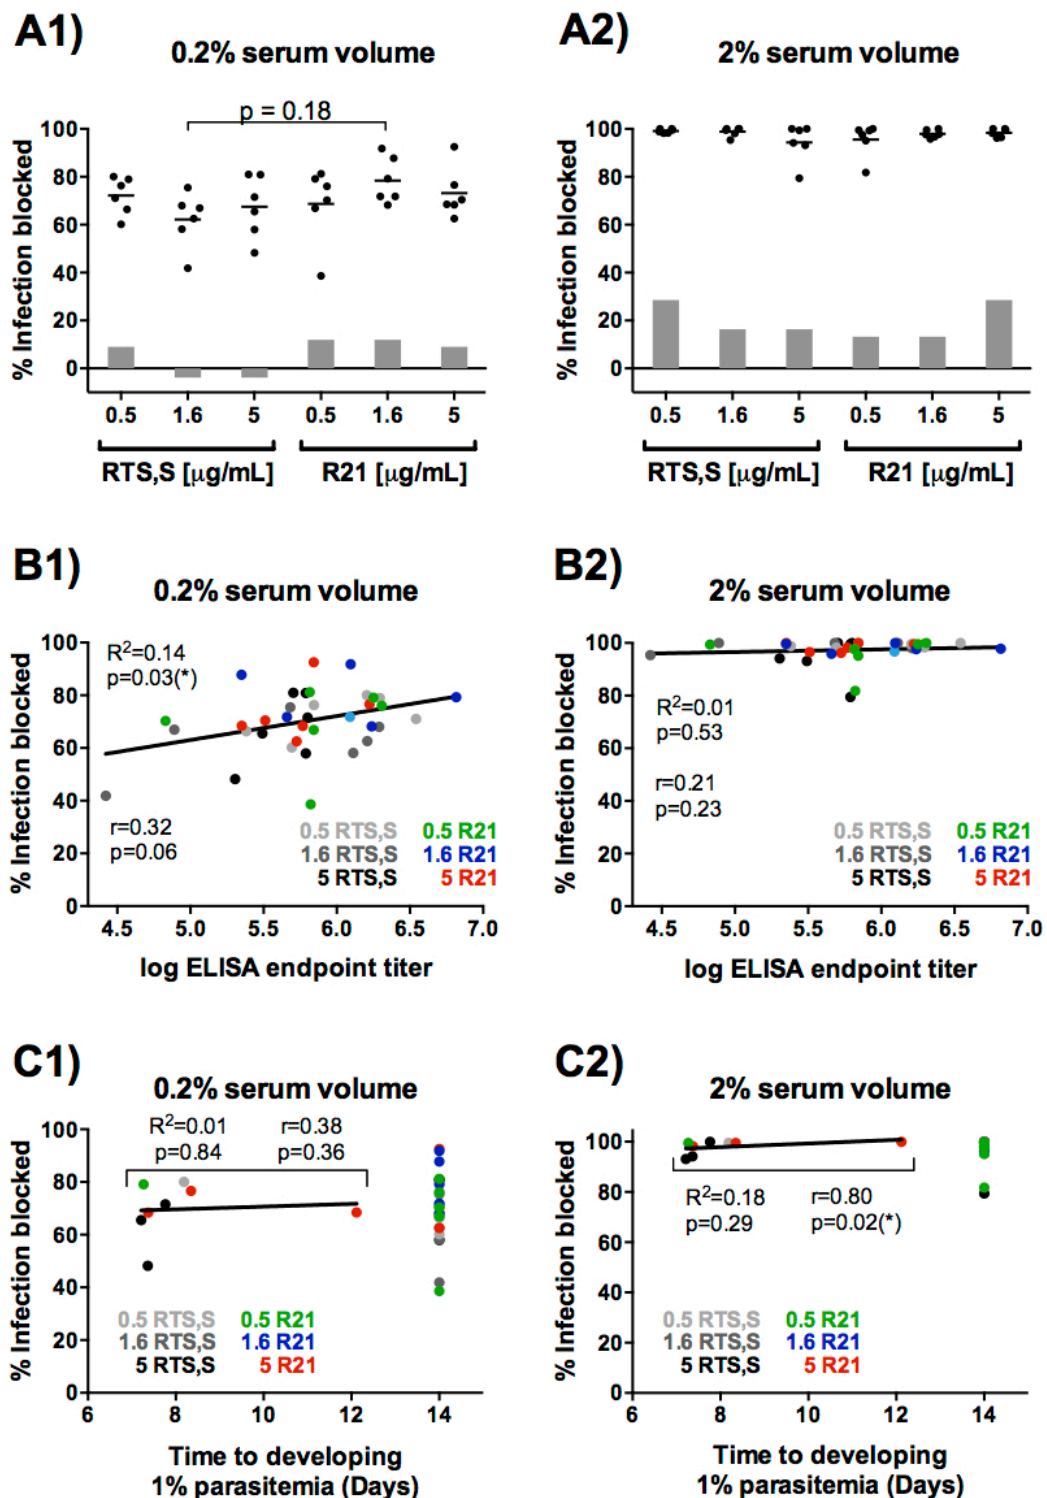 A1)
0.2% serum volume
p = 0.18
% Infection blocked
100
80
60
40
20
0
0.5 1.6 5 0.5 1.6 5
RTS,S [μg/mL] R21 [μg/mL]
A2)
2% serum volume
% Infection blocked
100
80
60
40
20
0
0.5 1.6 5 0.5 1.6 5
RTS,S [μg/mL] R21 [μg/mL]
B1)
0.2% serum volume
% Infection blocked
100
80
60
40
20
0
R²=0.14
p=0.03(*)
r=0.32
p=0.06
0.5 RTS,S 0.5 R21
1.6 RTS,S 1.6 R21
5 RTS,S 5 R21
4.5 5.0 5.5 6.0 6.5 7.0
log ELISA endpoint titer
B2)
2% serum volume
% Infection blocked
100
80
60
40
20
0
R²=0.01
p=0.53
r=0.21
p=0.23
0.5 RTS,S 0.5 R21
1.6 RTS,S 1.6 R21
5 RTS,S 5 R21
4.5 5.0 5.5 6.0 6.5 7.0
log ELISA endpoint titer
C1)
0.2% serum volume
% Infection blocked
100
80
60
40
20
0
R²=0.01 r=0.38
p=0.84 p=0.36
0.5 RTS,S 0.5 R21
1.6 RTS,S 1.6 R21
5 RTS,S 5 R21
6 8 10 12 14
Time to developing
1% parasitemia (Days)
C2)
2% serum volume
% Infection blocked
100
80
60
40
20
0
R²=0.18 r=0.80
p=0.29 p=0.02(*)
0.5 RTS,S 0.5 R21
1.6 RTS,S 1.6 R21
5 RTS,S 5 R21
6 8 10 12 14
Time to developing
1% parasitemia (Days)